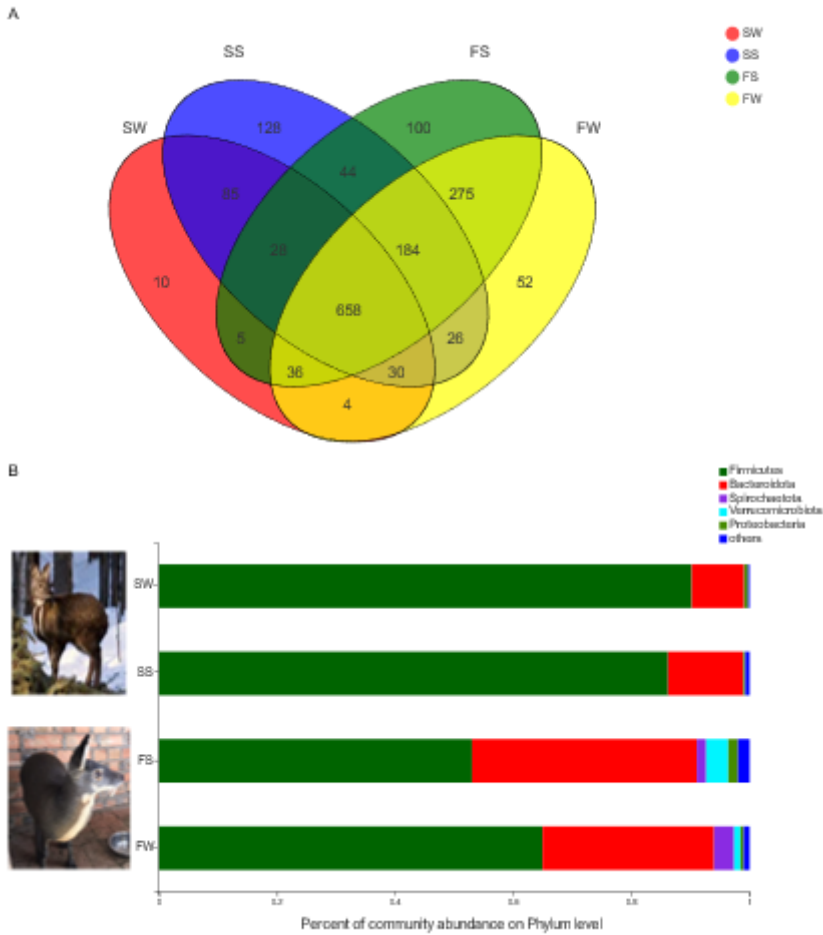 A
SS
FS
SW
FW
SW
SS
FS
FW
128
100
44
275
28
184
10
52
658
5
26
36
30
4
B
Firmicutes
Bacteroidota
Spirochaetota
Verrucomicrobiota
Proteobacteria
others
SW
SS
FS
FW
0
0.2
0.4
0.6
0.8
1
Percent of community abundance on Phylum level